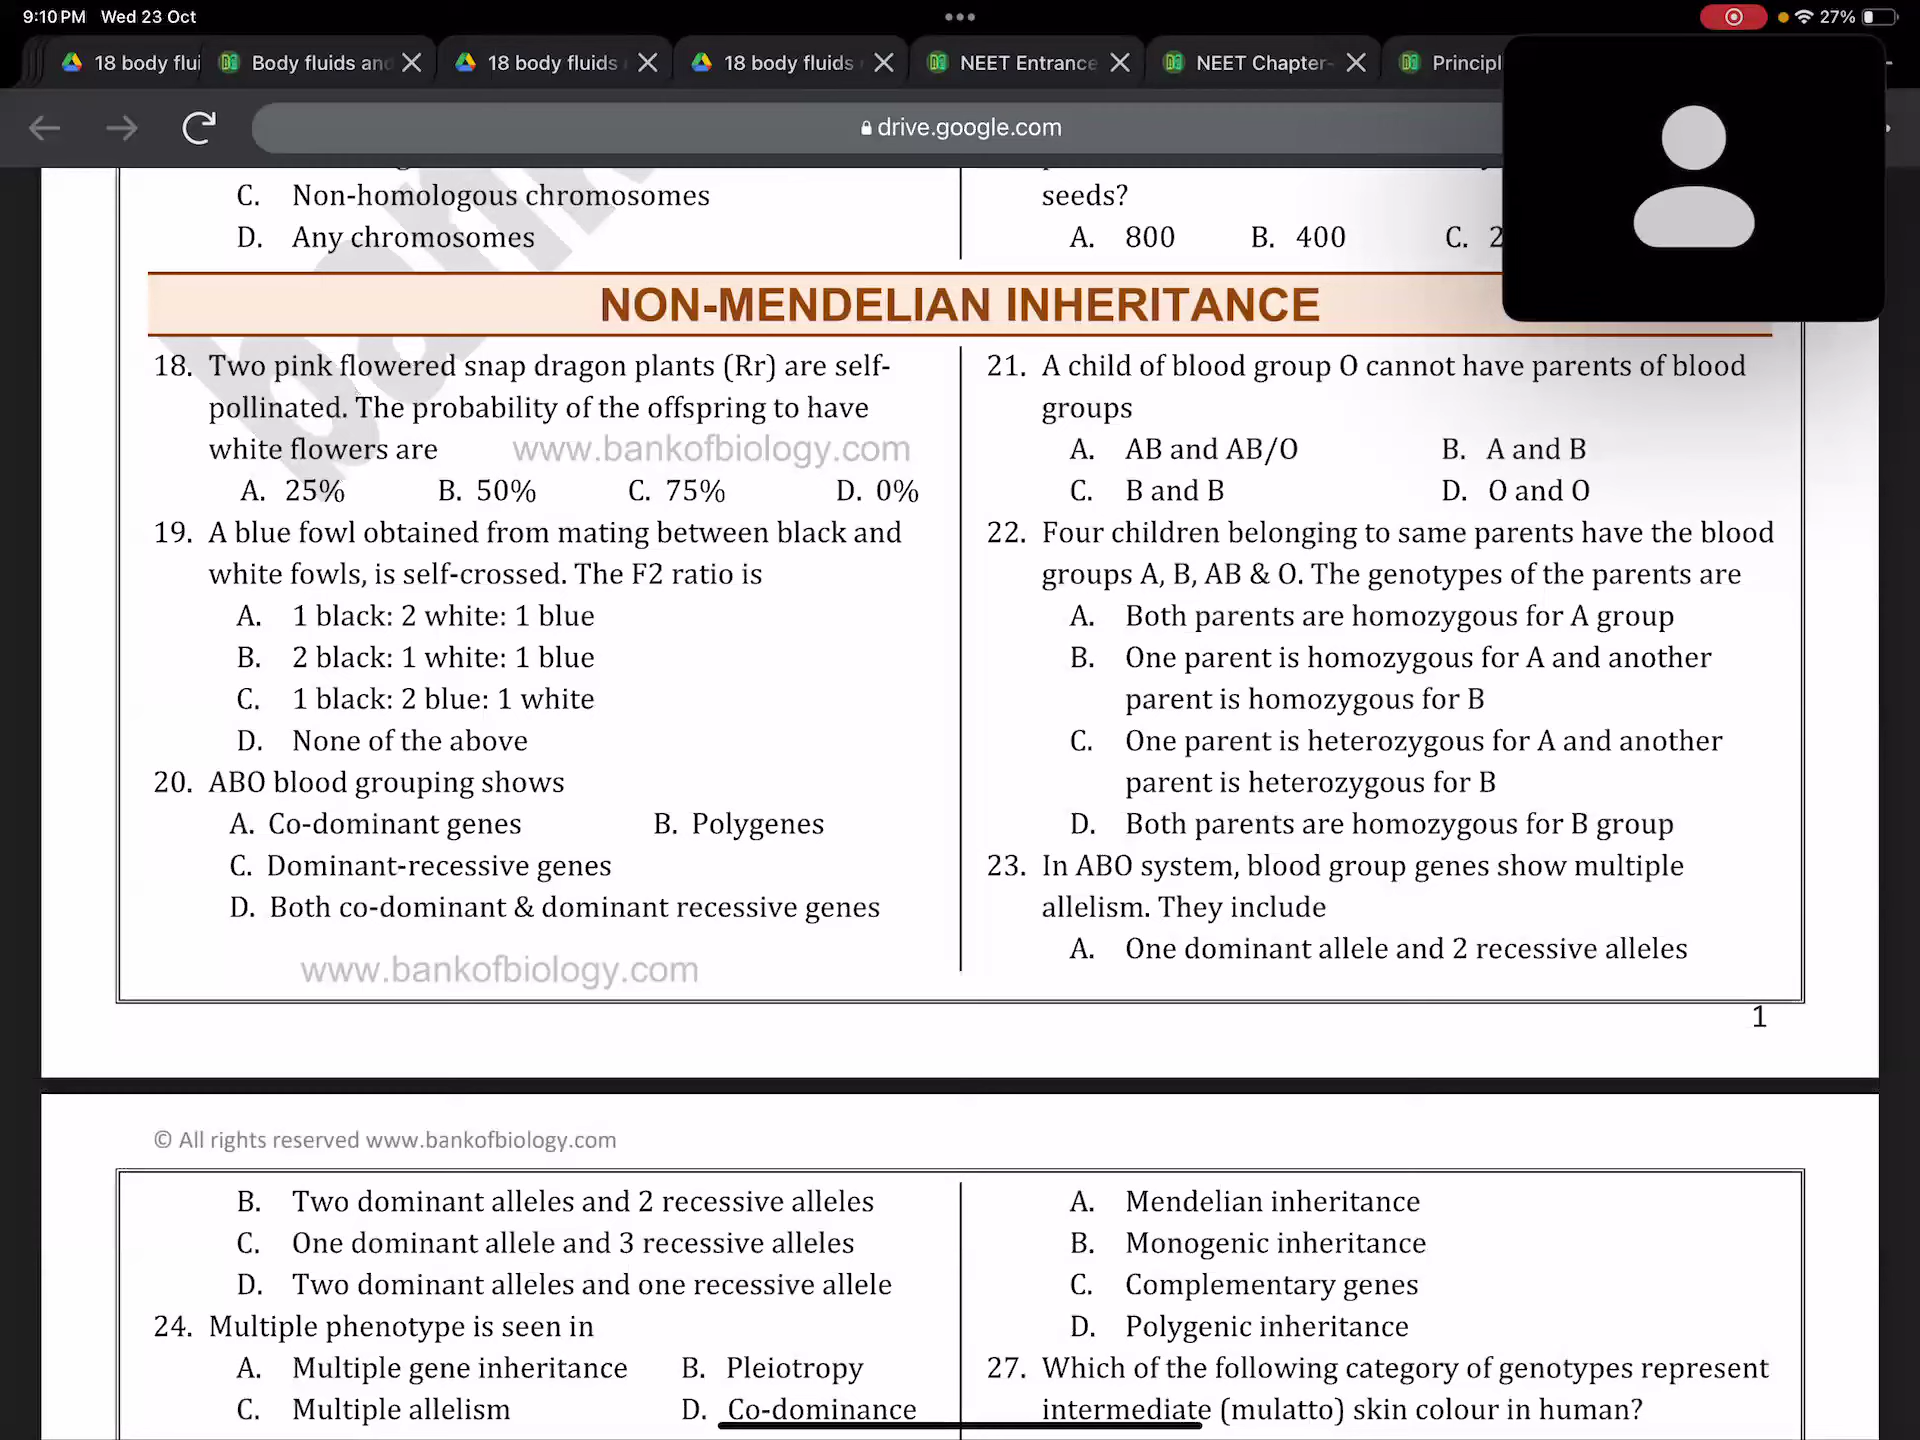 9:10 PM Wed 23 Oct
27%
18 body flui
Body fluids and
18 body fluids
18 body fluids
NEET Entrance
NEET Chapter-
Principl
drive.google.com
C. Non-homologous chromosomes
D. Any chromosomes
seeds?
A. 800 B. 400 C. 2
NON-MENDELIAN INHERITANCE
18. Two pink flowered snap dragon plants (Rr) are self-
pollinated. The probability of the offspring to have
white flowers are
www.bankofbiology.com
A. 25% B. 50% C. 75% D. 0%
19. A blue fowl obtained from mating between black and
white fowls, is self-crossed. The F2 ratio is
A. 1 black: 2 white: 1 blue
B. 2 black: 1 white: 1 blue
C. 1 black: 2 blue: 1 white
D. None of the above
20. ABO blood grouping shows
A. Co-dominant genes B. Polygenes
C. Dominant-recessive genes
D. Both co-dominant & dominant recessive genes
www.bankofbiology.com
21. A child of blood group O cannot have parents of blood
groups
A. AB and AB/O B. A and B
C. B and B D. O and O
22. Four children belonging to same parents have the blood
groups A, B, AB & O. The genotypes of the parents are
A. Both parents are homozygous for A group
B. One parent is homozygous for A and another
parent is homozygous for B
C. One parent is heterozygous for A and another
parent is heterozygous for B
D. Both parents are homozygous for B group
23. In ABO system, blood group genes show multiple
allelism. They include
A. One dominant allele and 2 recessive alleles
1
© All rights reserved www.bankofbiology.com
B. Two dominant alleles and 2 recessive alleles
C. One dominant allele and 3 recessive alleles
D. Two dominant alleles and one recessive allele
24. Multiple phenotype is seen in
A. Multiple gene inheritance B. Pleiotropy
C. Multiple allelism D. Co-dominance
A. Mendelian inheritance
B. Monogenic inheritance
C. Complementary genes
D. Polygenic inheritance
27. Which of the following category of genotypes represent
intermediate (mulatto) skin colour in human?